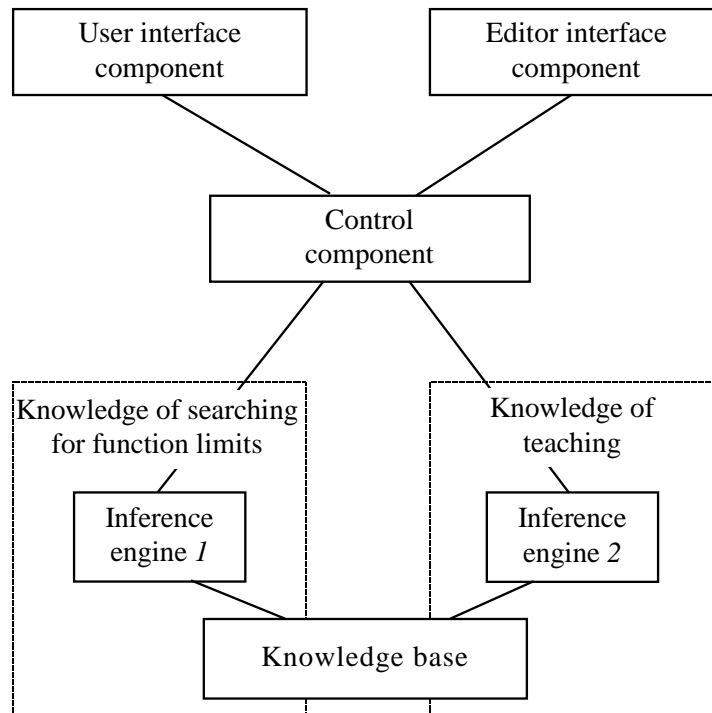 User interface
component
Editor interface
component
Control
component
Knowledge of searching
for function limits
Knowledge of
teaching
Inference
engine 1
Inference
engine 2
Knowledge base